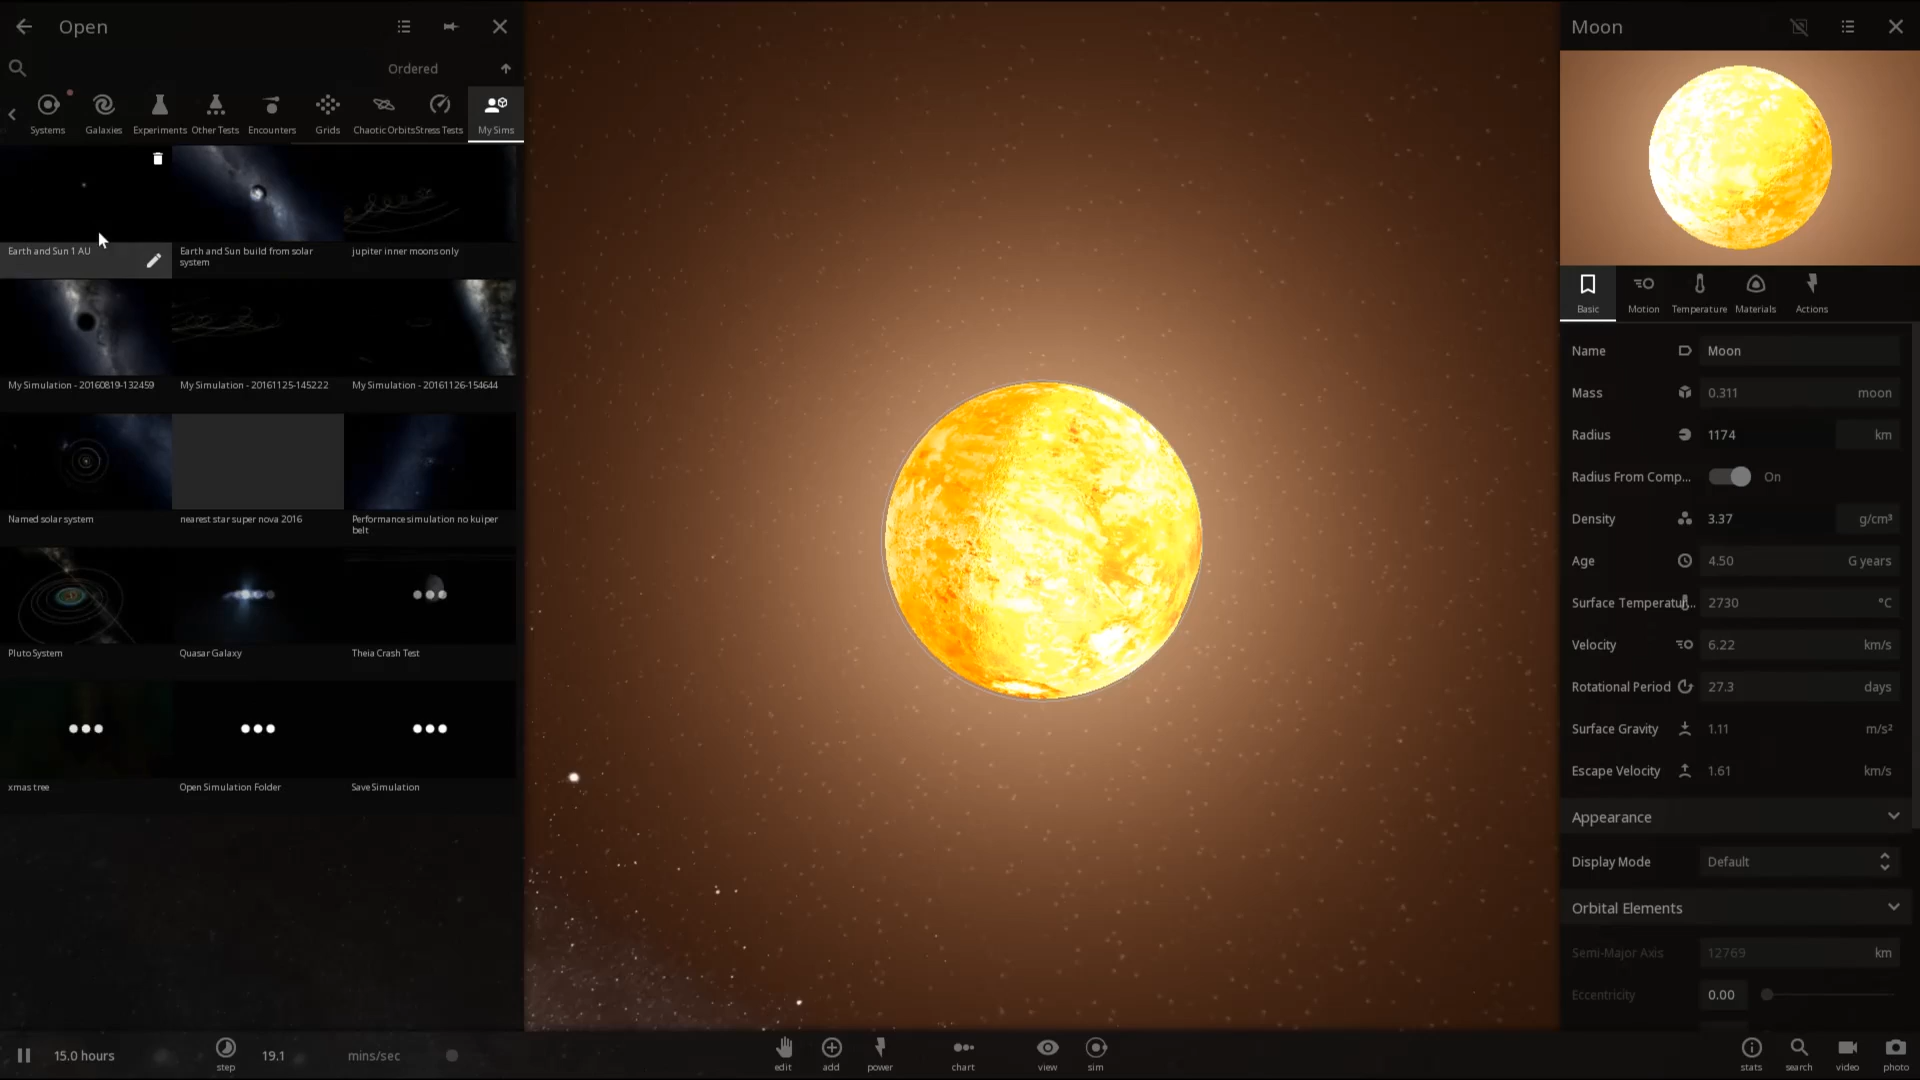 Open
Ordered
Systems
Galaxies
Experiments
Other Tests
Encounters
Grids
Chaotic Orbits
Stress Tests
My Sims
Earth and Sun 1 AU
Earth and Sun build from solar
system
jupiter inner moons only
My Simulation - 20160819-132459
My Simulation - 20161125-145222
My Simulation - 20161126-154644
Named solar system
nearest star super nova 2016
Performance simulation no kuiper
belt
Pluto System
Quasar Galaxy
Theia Crash Test
xmas tree
Open Simulation Folder
Save Simulation
Moon
Basic
Motion
Temperature
Materials
Actions
Name Moon
Mass 0.311 moon
Radius 1174 km
Radius From Comp... On
Density 3.37 g/cm³
Age 4.50 G years
Surface Temperatur... 2730 °C
Velocity 6.22 km/s
Rotational Period 27.3 days
Surface Gravity 1.11 m/s²
Escape Velocity 1.61 km/s
Appearance
Display Mode Default
Orbital Elements
Semi-Major Axis 12769 km
Eccentricity 0.00
15.0 hours
step
19.1 mins/sec
edit
add
power
chart
view
sim
stats
search
video
photo